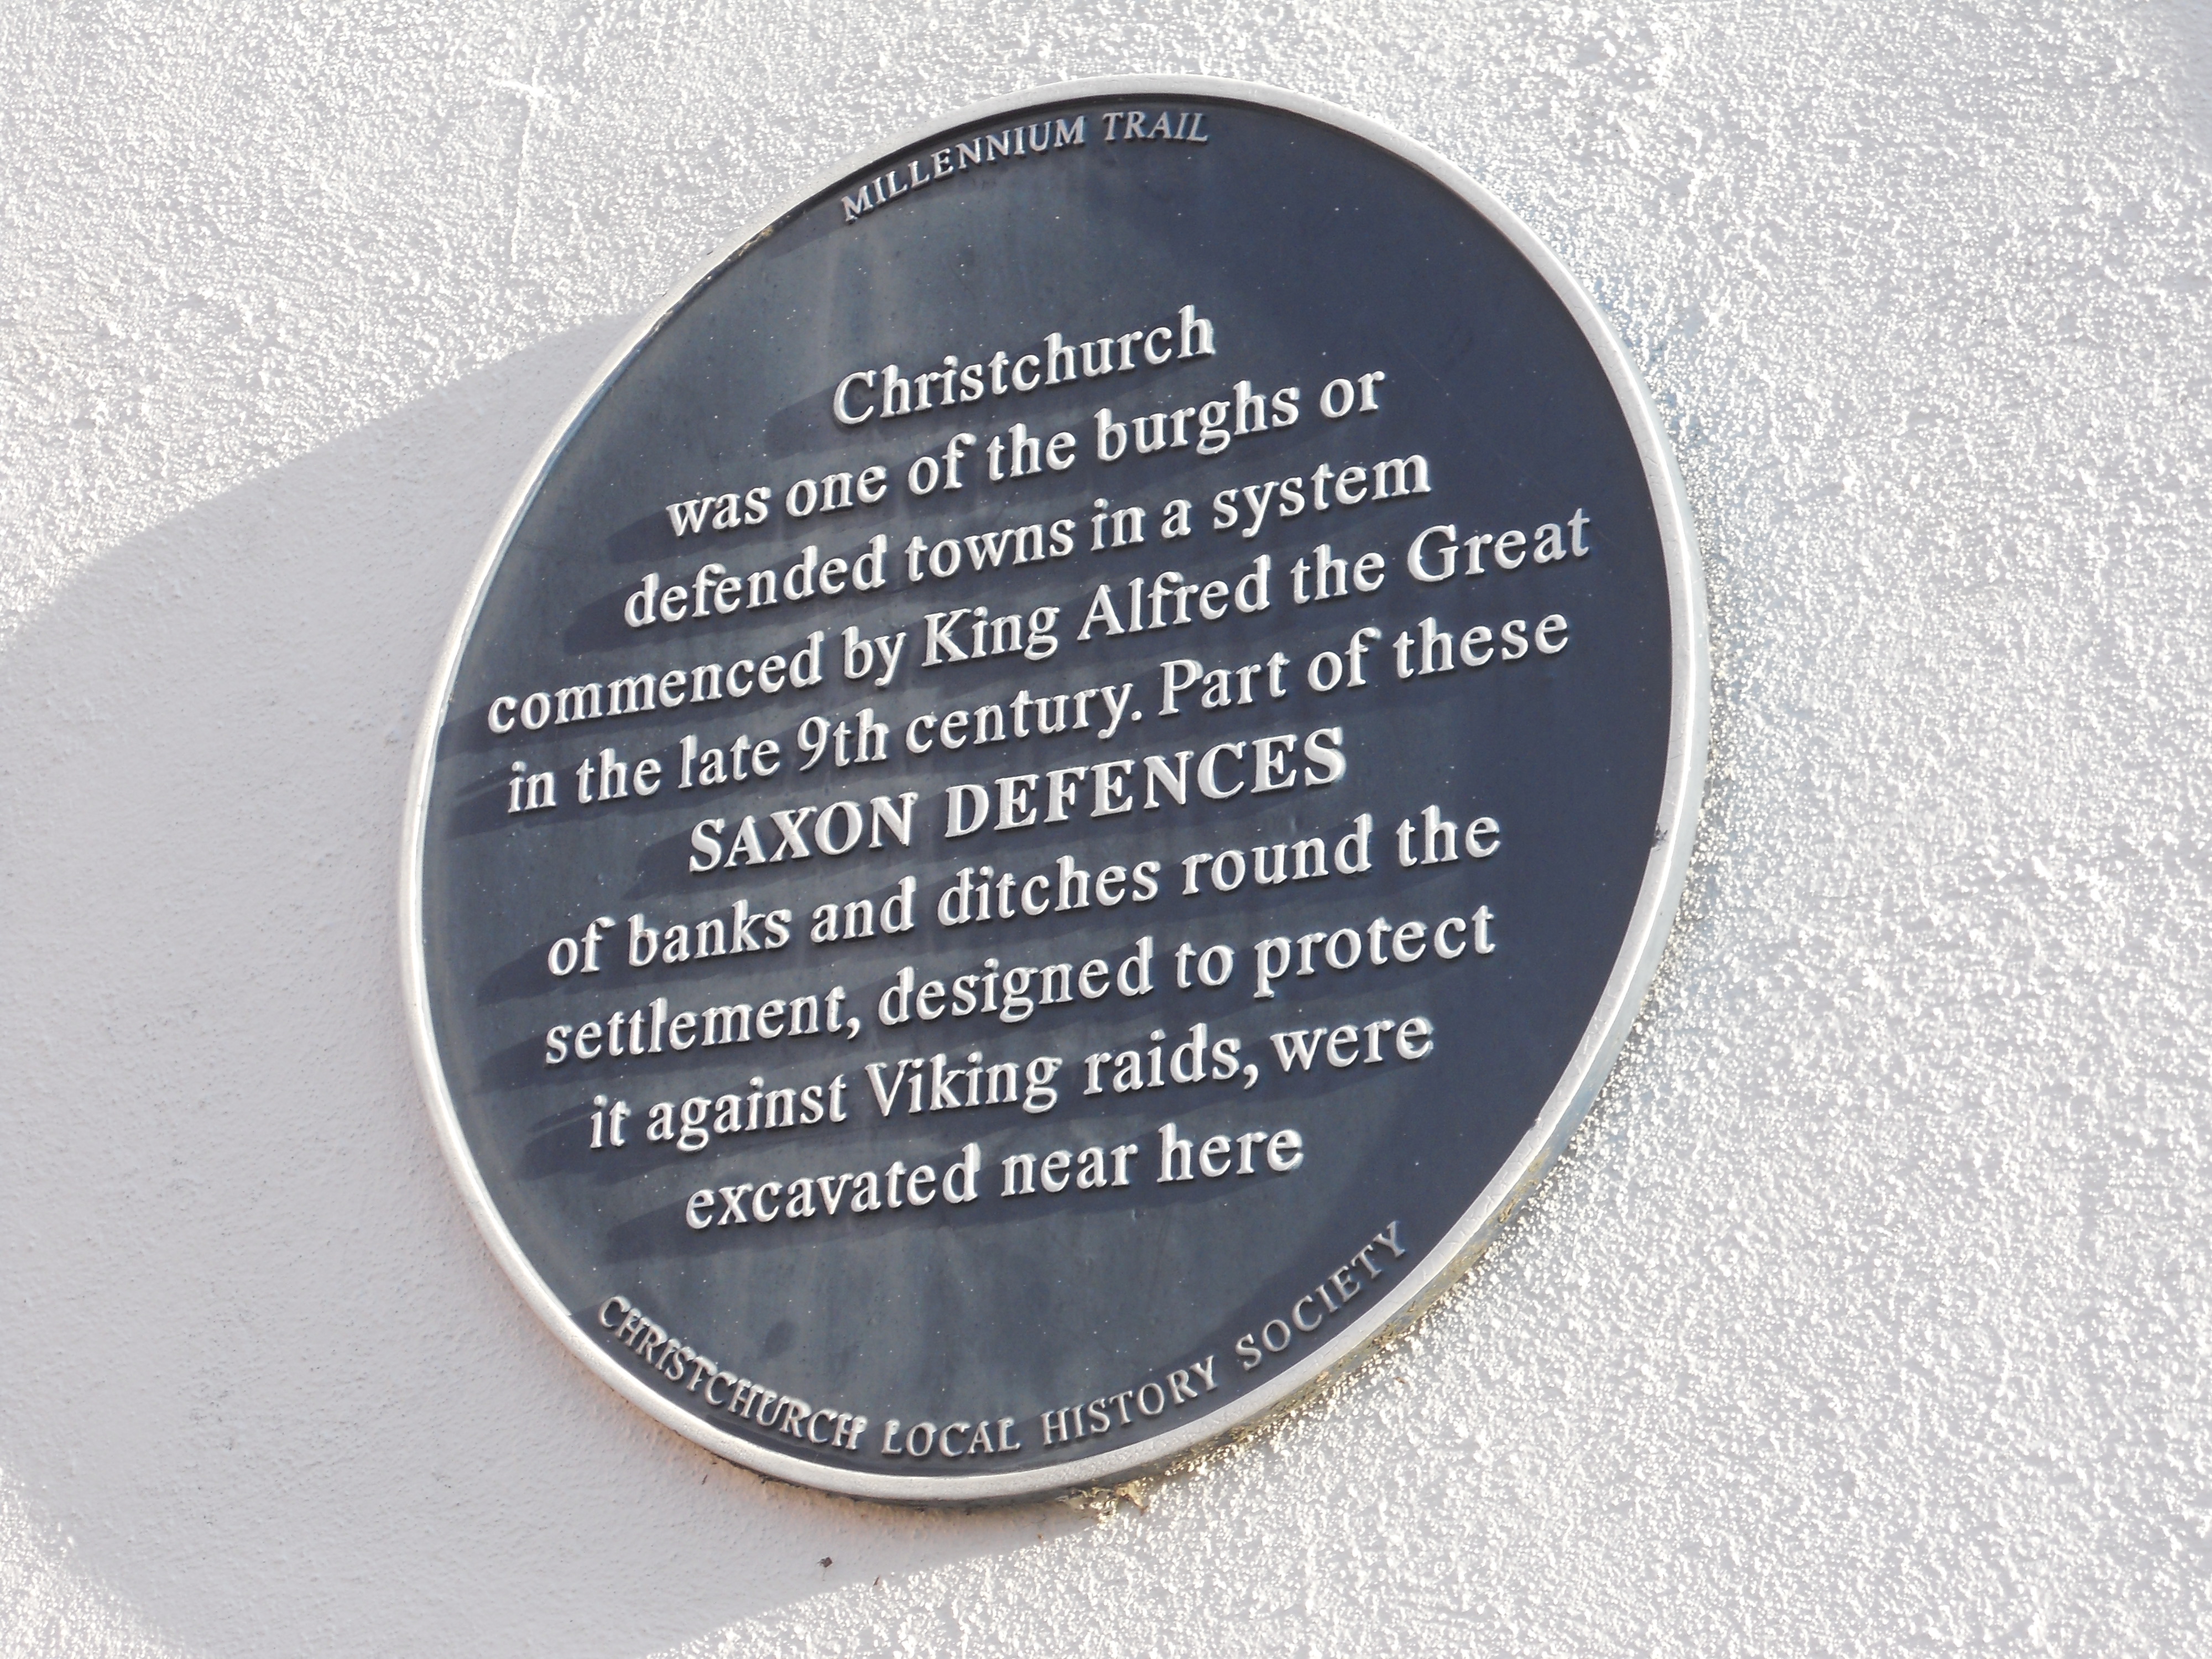 MILLENNIUM TRAIL
Christchurch
was one of the burghs or
defended towns in a system
commenced by King Alfred the Great
in the late 9th century. Part of these
SAXON DEFENCES
of banks and ditches round the
settlement, designed to protect
it against Viking raids, were
excavated near here
CHRISTCHURCH LOCAL HISTORY SOCIETY